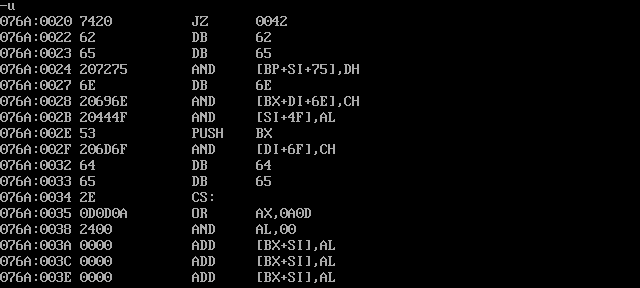 -u
076A:0020 7420 JZ 0042
076A:0022 62 DB 62
076A:0023 65 DB 65
076A:0024 207275 AND [BP+SI+75],DH
076A:0027 6E DB 6E
076A:0028 20696E AND [BX+DI+6E],CH
076A:002B 20444F AND [SI+4F],AL
076A:002E 53 PUSH BX
076A:002F 206D6F AND [DI+6F],CH
076A:0032 64 DB 64
076A:0033 65 DB 65
076A:0034 2E CS:
076A:0035 0D0D0A OR AX,0A0D
076A:0038 2400 AND AL,00
076A:003A 0000 ADD [BX+SI],AL
076A:003C 0000 ADD [BX+SI],AL
076A:003E 0000 ADD [BX+SI],AL